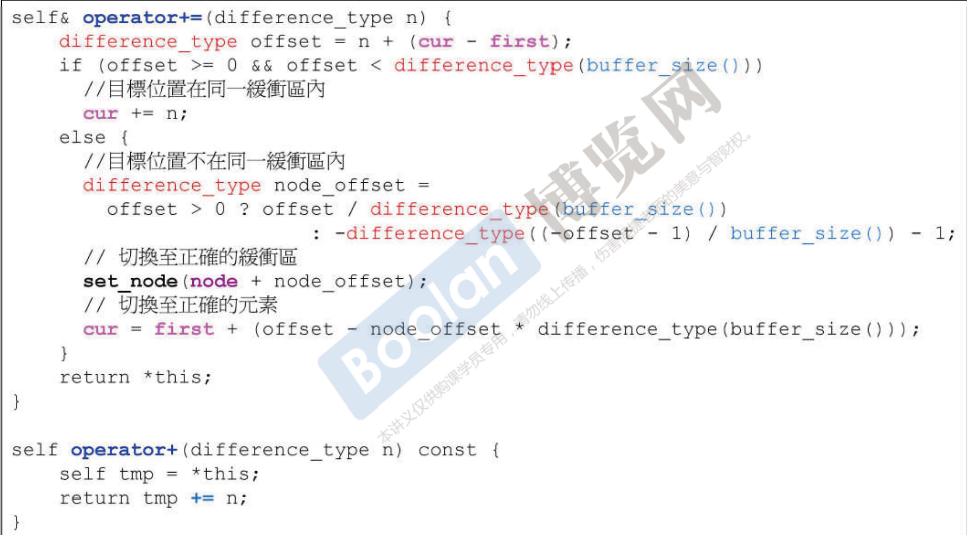 self& operator+=(difference_type n) {
    difference_type offset = n + (cur - first);
    if (offset >= 0 && offset < difference_type(buffer_size()))
      //目標位置在同一緩衝區內
      cur += n;
    else {
      //目標位置不在同一緩衝區內
      difference_type node_offset =
        offset > 0 ? offset / difference_type(buffer_size())
                         : -difference_type((-offset - 1) / buffer_size()) - 1;
      // 切換至正確的緩衝區
      set_node(node + node_offset);
      // 切換至正確的元素
      cur = first + (offset - node_offset * difference_type(buffer_size()));
    }
    return *this;
}

self operator+(difference_type n) const {
    self tmp = *this;
    return tmp += n;
}
Boolan 博览网
本讲义仅供购课学员专用,请勿线上传播,伤害
的美意与智财权。